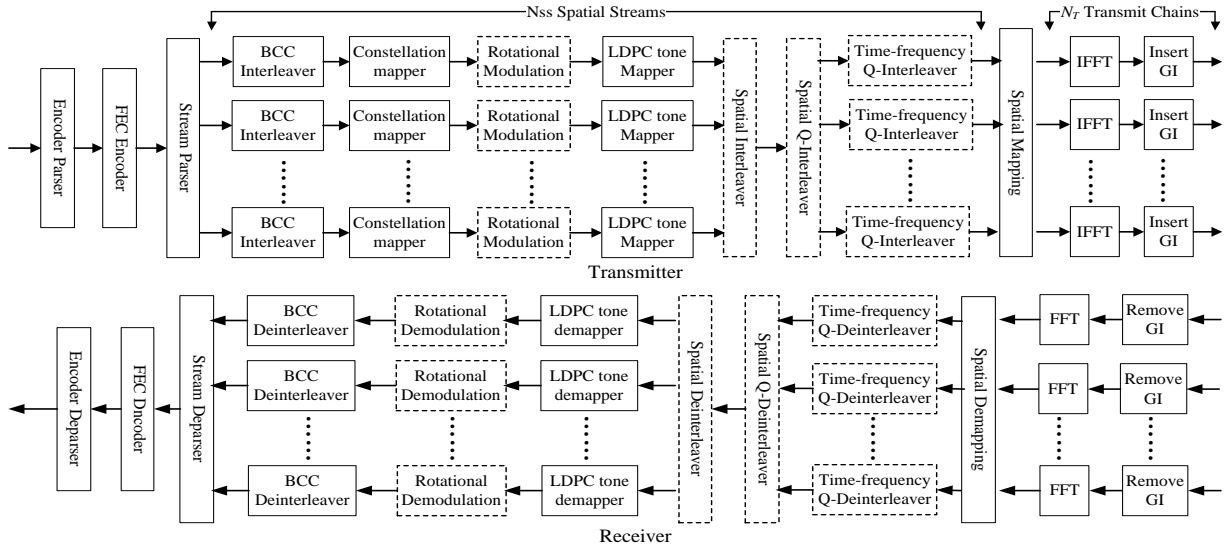 Nss Spatial Streams
N_T Transmit Chains
Encoder Parser
FEC Encoder
Stream Parser
BCC
Interleaver
Constellation
mapper
Rotational
Modulation
LDPC tone
Mapper
BCC
Interleaver
Constellation
mapper
Rotational
Modulation
LDPC tone
Mapper
BCC
Interleaver
Constellation
mapper
Rotational
Modulation
LDPC tone
Mapper
Spatial Interleaver
Spatial Q-Interleaver
Time-frequency
Q-Interleaver
Time-frequency
Q-Interleaver
Time-frequency
Q-Interleaver
Spatial Mapping
IFFT
Insert
GI
IFFT
Insert
GI
IFFT
Insert
GI
Transmitter
Encoder Deparser
FEC Dncoder
Stream Deparser
BCC
Deinterleaver
Rotational
Demodulation
LDPC tone
demapper
BCC
Deinterleaver
Rotational
Demodulation
LDPC tone
demapper
BCC
Deinterleaver
Rotational
Demodulation
LDPC tone
demapper
Spatial Deinterleaver
Spatial Q-Deinterleaver
Time-frequency
Q-Deinterleaver
Time-frequency
Q-Deinterleaver
Time-frequency
Q-Deinterleaver
Spatial Demapping
FFT
Remove
GI
FFT
Remove
GI
FFT
Remove
GI
Receiver